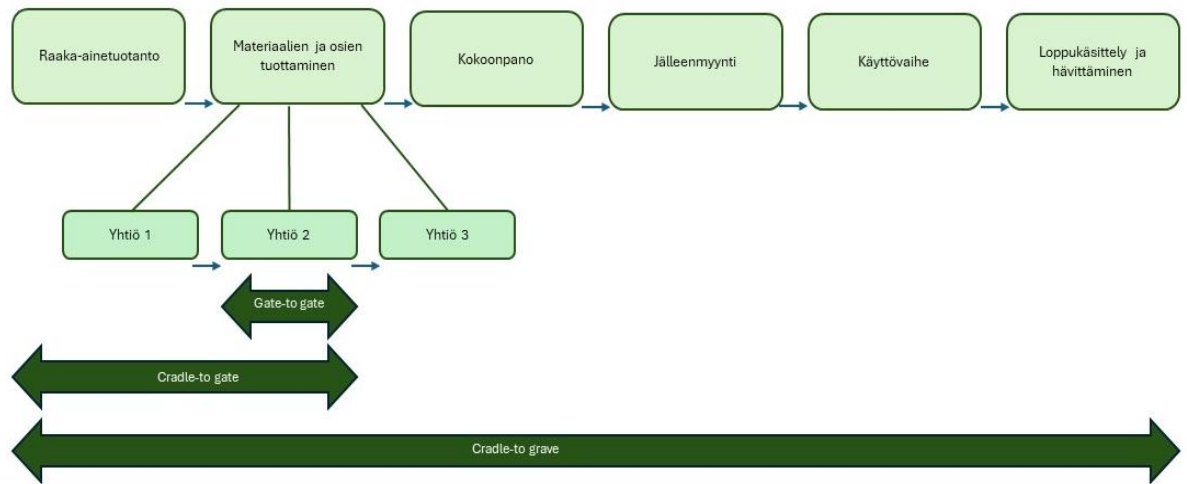 Raaka-ainetuotanto
Materiaalien ja osien
tuottaminen
Kokoonpano
Jälleenmyynti
Käyttövaihe
Loppukäsittely ja
hävittäminen
Yhtiö 1
Yhtiö 2
Yhtiö 3
Gate-to gate
Cradle-to gate
Cradle-to grave